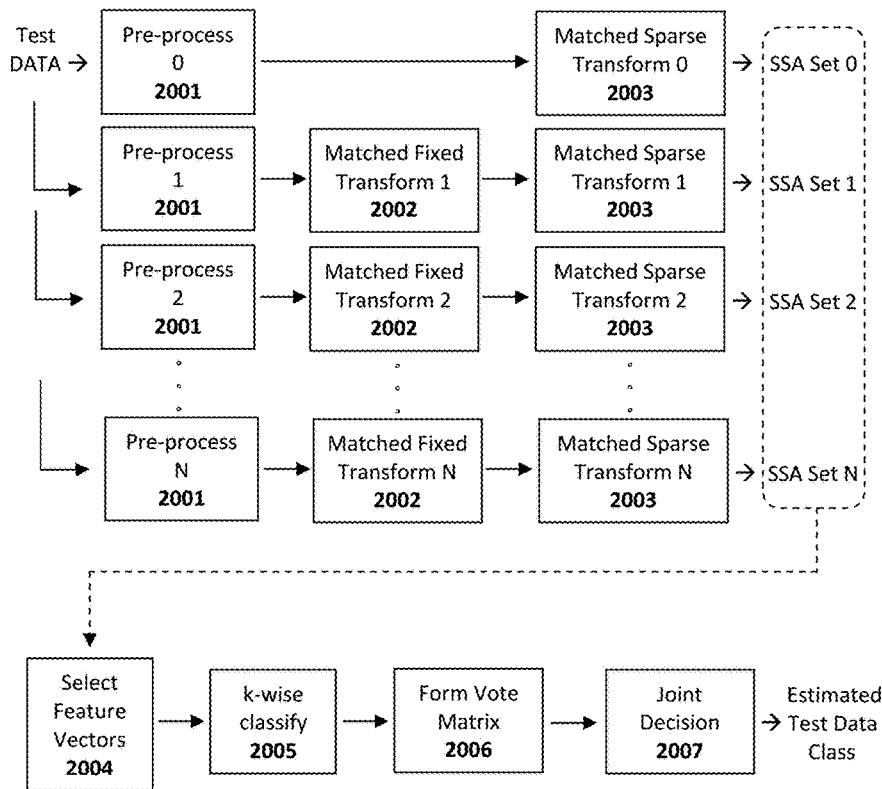 Test
DATA
Pre-process
0
2001
Matched Sparse
Transform 0
2003
SSA Set 0
Pre-process
1
2001
Matched Fixed
Transform 1
2002
Matched Sparse
Transform 1
2003
SSA Set 1
Pre-process
2
2001
Matched Fixed
Transform 2
2002
Matched Sparse
Transform 2
2003
SSA Set 2
Pre-process
N
2001
Matched Fixed
Transform N
2002
Matched Sparse
Transform N
2003
SSA Set N
Select
Feature
Vectors
2004
k-wise
classify
2005
Form Vote
Matrix
2006
Joint
Decision
2007
Estimated
Test Data
Class